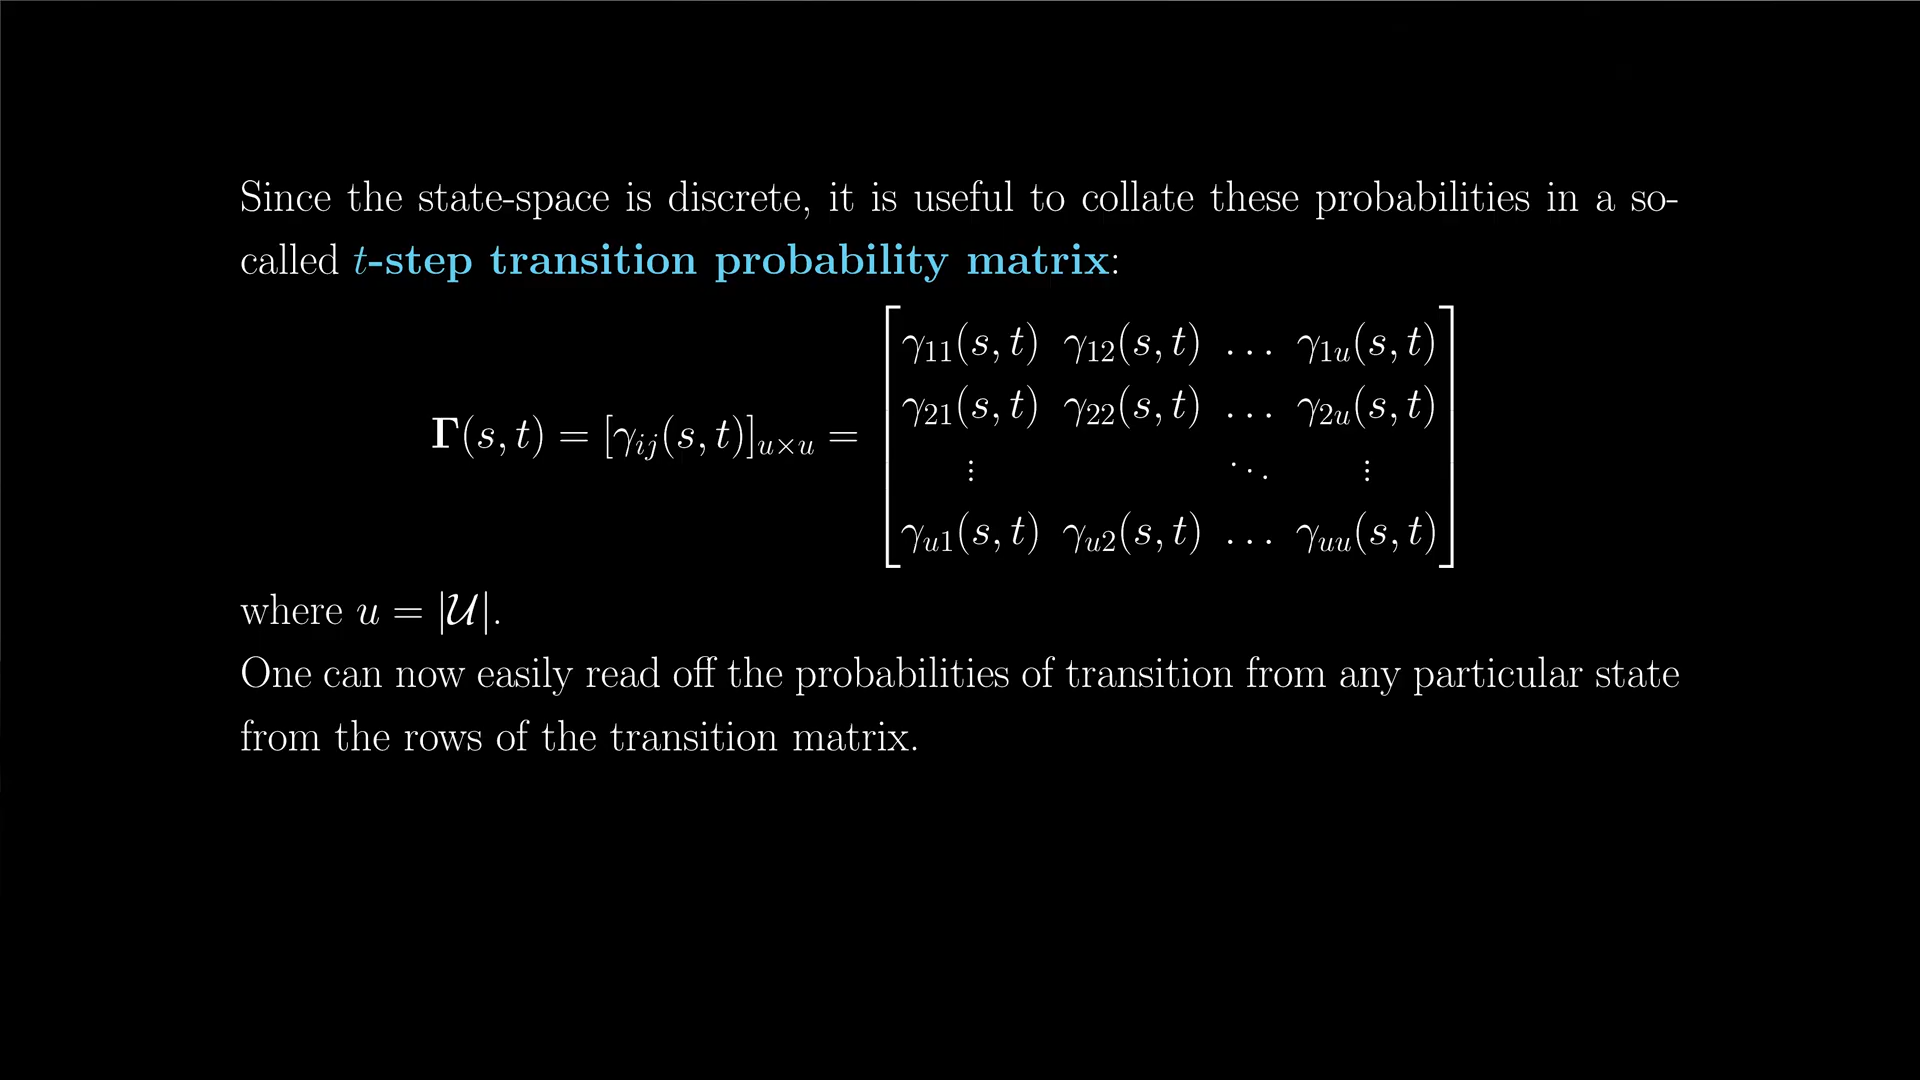 Since the state-space is discrete, it is useful to collate these probabilities in a so-
called t-step transition probability matrix:
γ₁₁(s, t) γ₁₂(s, t) … γ₁ᵤ(s, t)
γ₂₁(s, t) γ₂₂(s, t) … γ₂ᵤ(s, t)
Γ(s, t) = [γᵢⱼ(s, t)]ᵤ×ᵤ =
⋮ ⋱ ⋮
γᵤ₁(s, t) γᵤ₂(s, t) … γᵤᵤ(s, t)
where u = |𝒰|.
One can now easily read off the probabilities of transition from any particular state
from the rows of the transition matrix.